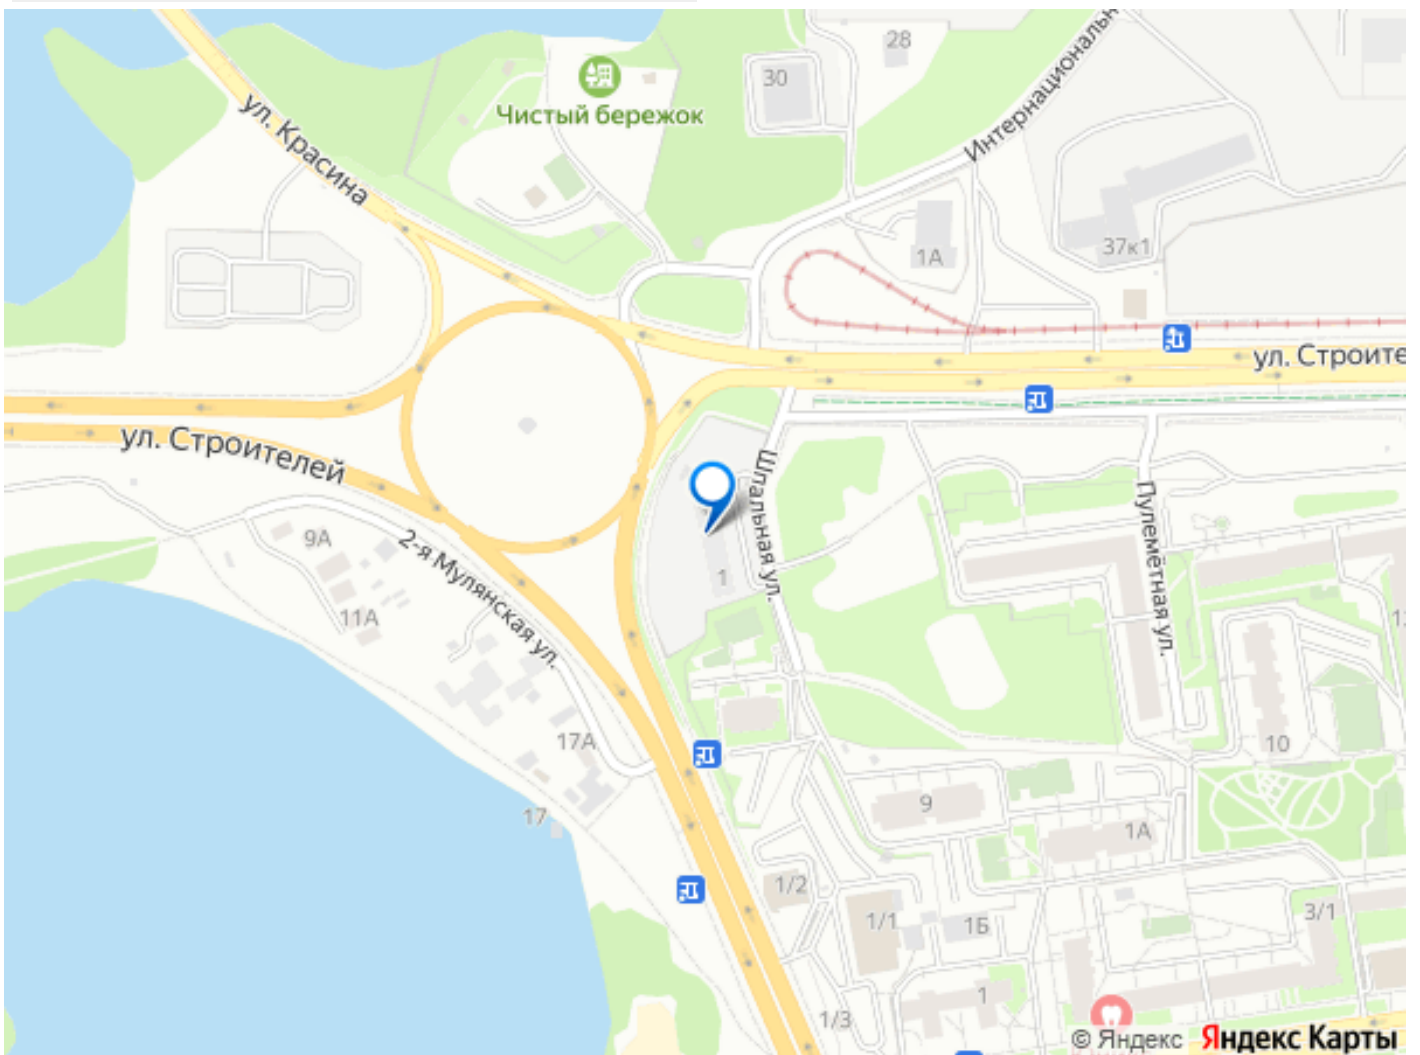 28
30
Чистый бережок
Интернациональн
ул. Красина
37к1
1А
ул. Строите
ул. Строителей
Шпальная ул.
Пулемётная ул.
9А
2-я Мулянская ул.
1
11А
17А
10
17
9
1А
1/2
1/1
1Б
3/1
1
1/3
© Яндекс Яндекс Карты